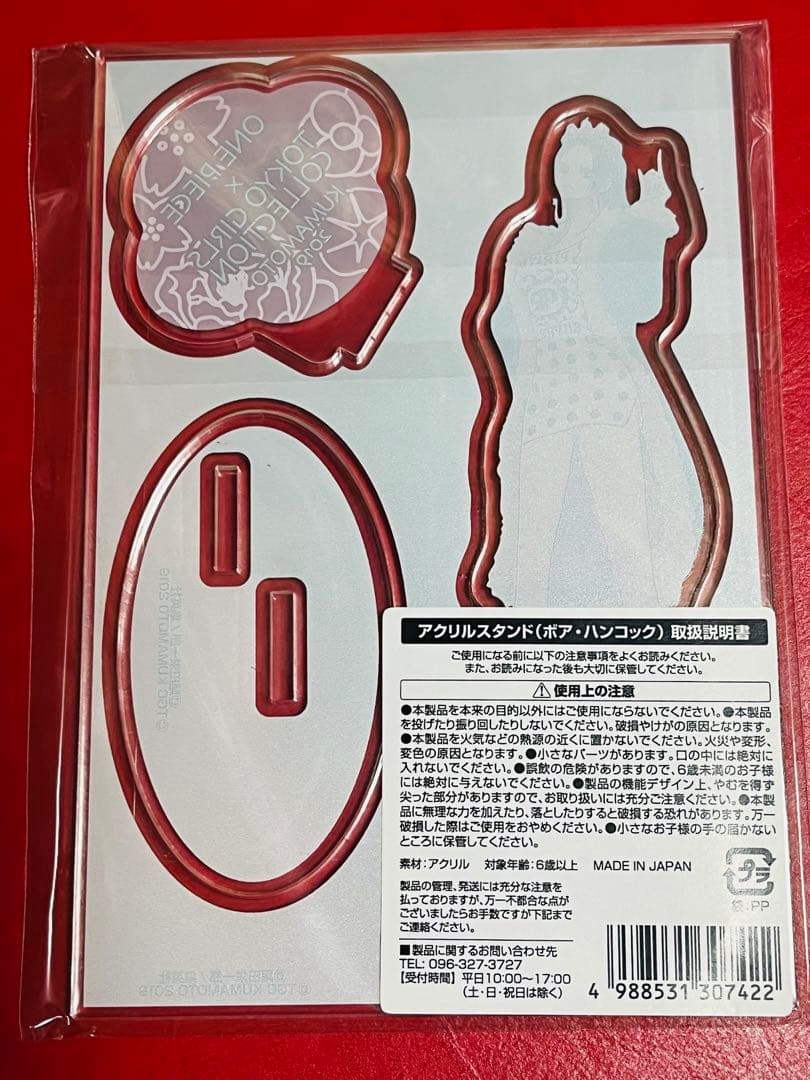 ONE PIECE
×
TOKYO GIRLS
COLLECTION
KUMAMOTO
2019
©TGC KUMAMOTO 2019
©尾田栄一郎/集英社
©TGC KUMAMOTO 2019
アクリルスタンド(ボア・ハンコック) 取扱説明書
ご使用になる前に以下の注意事項をよくお読みください。
また、お読みになった後も大切に保管してください。
⚠使用上の注意
●本製品を本来の目的以外にはご使用にならないでください。●本製品
を投げたり振り回したりしないでください。破損やけがの原因となります。
●本製品を火気などの熱源の近くに置かないでください。火災や変形、
変色の原因となります。●小さなパーツがあります。口の中には絶対に
入れないでください。●誤飲の危険がありますので、6歳未満のお子様
には絶対に与えないでください。●製品の機能デザイン上、やむを得ず
尖った部分がありますので、お取り扱いには充分ご注意ください。●本製品
に無理な力を加えたり、落としたりすると破損する恐れがあります。万一
破損した際はご使用をおやめください。●小さなお子様の手の届かない
ところに保管してください。
素材:アクリル 対象年齢:6歳以上 MADE IN JAPAN
製品の管理、発送には充分な注意を
払っておりますが、万一不都合な点が
ございましたらお手数ですが下記まで
ご連絡ください。
プラ
袋:PP
■製品に関するお問い合わせ先
TEL: 096-327-3727
【受付時間】 平日10:00~17:00
(土・日・祝日は除く)
4 988531 307422